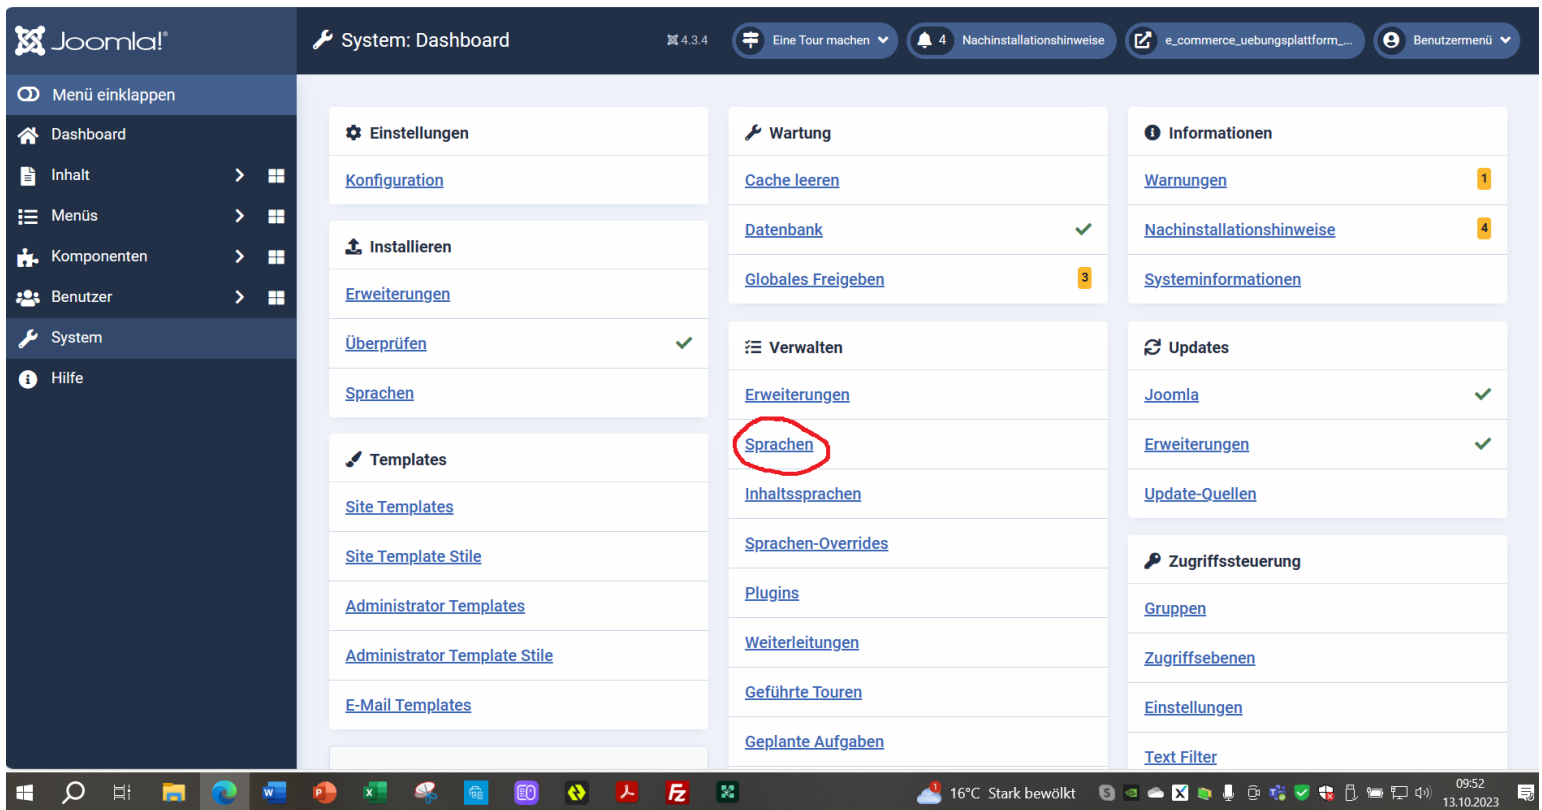 Joomla!®
System: Dashboard
4.3.4
Eine Tour machen
4 Nachinstallationshinweise
e_commerce_uebungsplattform_...
Benutzermenü
Menü einklappen
Dashboard
Inhalt
Menüs
Komponenten
Benutzer
System
Hilfe
Einstellungen
Konfiguration
Installieren
Erweiterungen
Überprüfen
Sprachen
Templates
Site Templates
Site Template Stile
Administrator Templates
Administrator Template Stile
E-Mail Templates
Wartung
Cache leeren
Datenbank
Globales Freigeben 3
Verwalten
Erweiterungen
Sprachen
Inhaltssprachen
Sprachen-Overrides
Plugins
Weiterleitungen
Geführte Touren
Geplante Aufgaben
Informationen
Warnungen 1
Nachinstallationshinweise 4
Systeminformationen
Updates
Joomla
Erweiterungen
Update-Quellen
Zugriffssteuerung
Gruppen
Zugriffsebenen
Einstellungen
Text Filter
16°C Stark bewölkt
09:52
13.10.2023